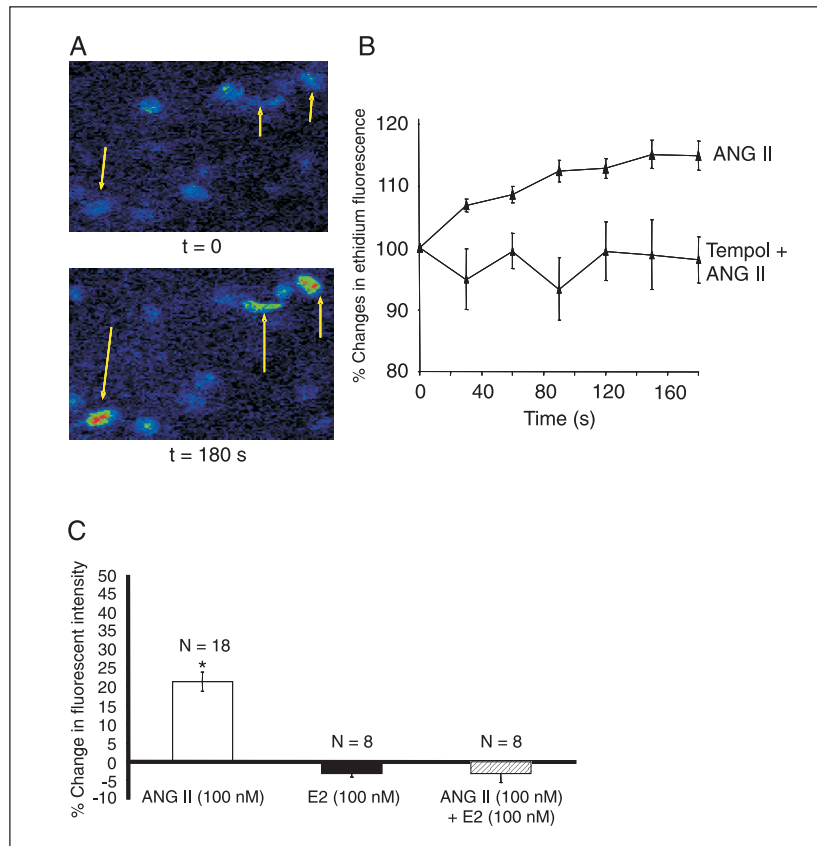 A
t = 0
t = 180 s
B
% Changes in ethidium fluorescence
120
110
100
90
80
ANG II
Tempol +
ANG II
0
40
80
120
160
Time (s)
C
% Change in fluorescent intensity
50
45
40
35
30
25
20
15
10
5
0
-5
-10
N = 18
*
N = 8
N = 8
ANG II (100 nM)
E2 (100 nM)
ANG II (100 nM)
+ E2 (100 nM)